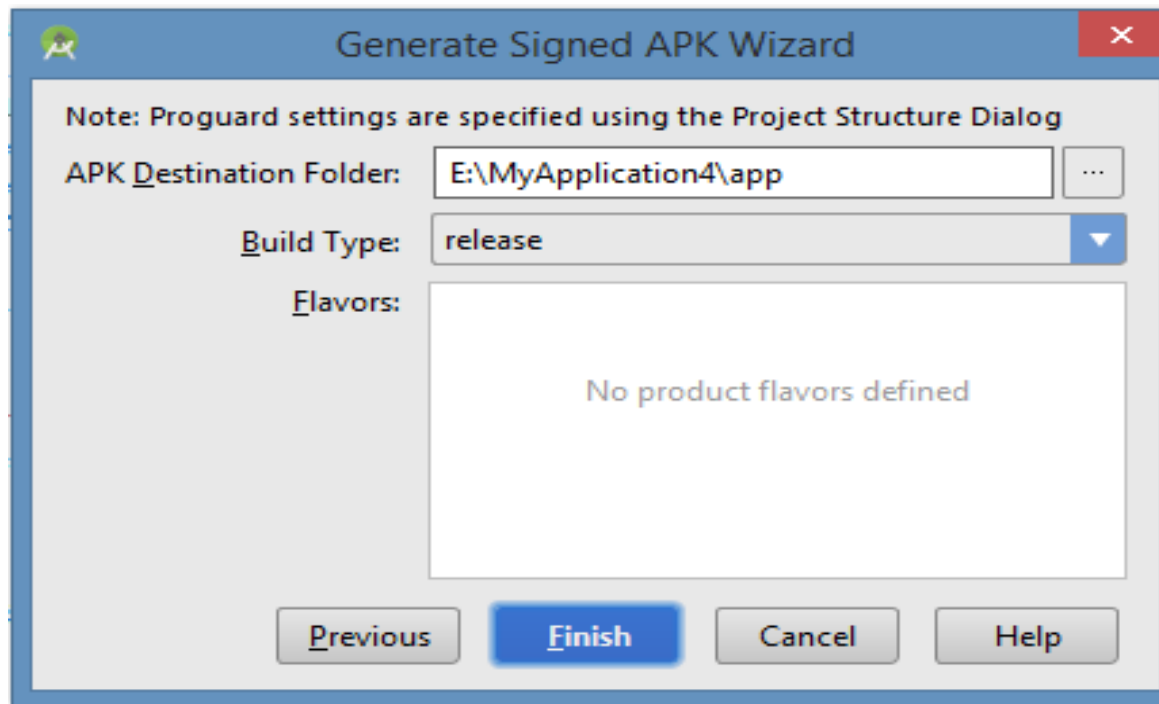 Generate Signed APK Wizard
Note: Proguard settings are specified using the Project Structure Dialog
APK Destination Folder: E:\MyApplication4\app ...
Build Type: release
Flavors:
No product flavors defined
Previous Finish Cancel Help